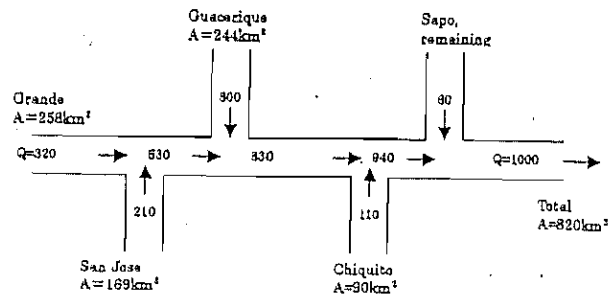 Guacerique
A=244km²
Sapo,
remaining
Grande
A=258km²
300
60
Q=320
530
830
940
Q=1000
210
110
Total
A=820km²
San Jose
A=169km²
Chiquito
A=90km²